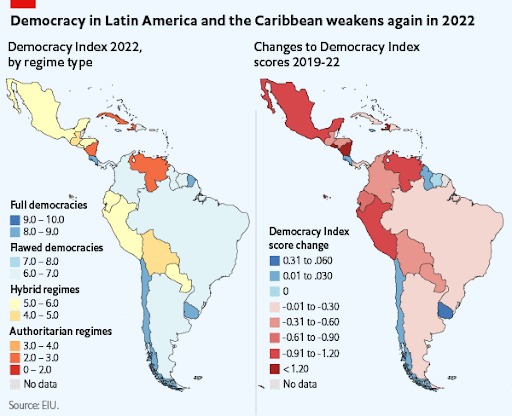 Democracy in Latin America and the Caribbean weakens again in 2022
Democracy Index 2022,
by regime type
Full democracies
9.0 – 10.0
8.0 – 9.0
Flawed democracies
7.0 – 8.0
6.0 – 7.0
Hybrid regimes
5.0 – 6.0
4.0 – 5.0
Authoritarian regimes
3.0 – 4.0
2.0 – 3.0
0 – 2.0
No data
Changes to Democracy Index
scores 2019-22
Democracy Index
score change
0.31 to .060
0.01 to .030
0
-0.01 to -0.30
-0.31 to -0.60
-0.61 to -0.90
-0.91 to -1.20
< 1.20
No data
Source: EIU.